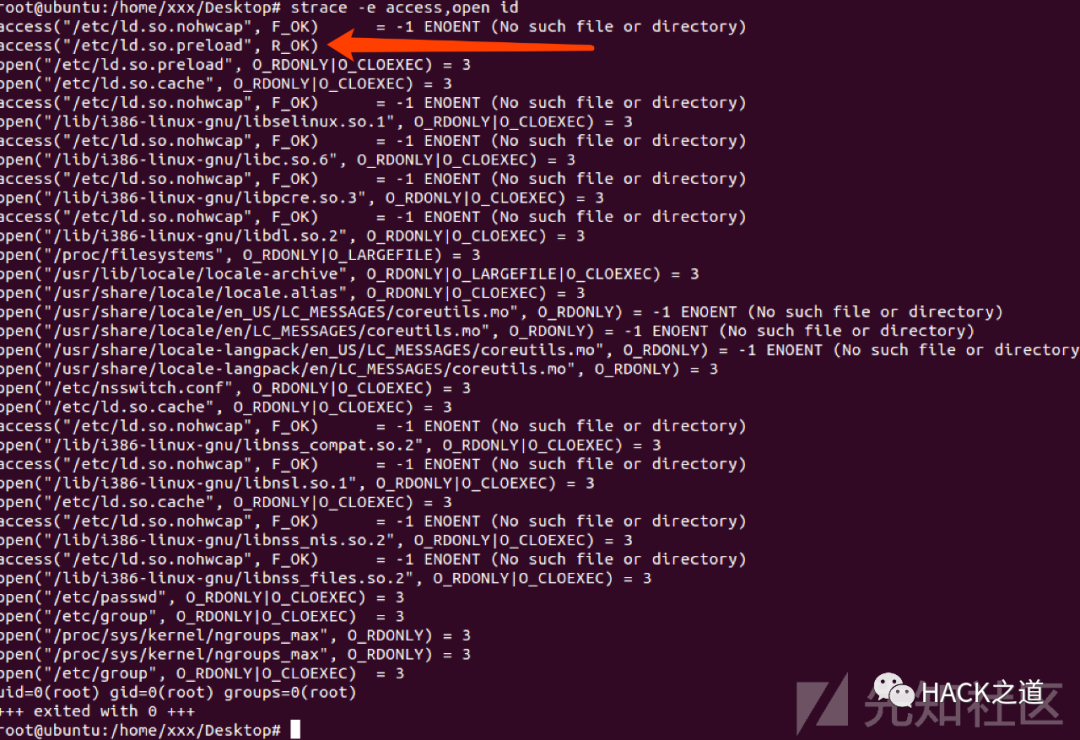 root@ubuntu:/home/xxx/Desktop# strace -e access,open id
access("/etc/ld.so.nohwcap", F_OK)      = -1 ENOENT (No such file or directory)
access("/etc/ld.so.preload", R_OK)
open("/etc/ld.so.preload", O_RDONLY|O_CLOEXEC) = 3
open("/etc/ld.so.cache", O_RDONLY|O_CLOEXEC) = 3
access("/etc/ld.so.nohwcap", F_OK)      = -1 ENOENT (No such file or directory)
open("/lib/i386-linux-gnu/libselinux.so.1", O_RDONLY|O_CLOEXEC) = 3
access("/etc/ld.so.nohwcap", F_OK)      = -1 ENOENT (No such file or directory)
open("/lib/i386-linux-gnu/libc.so.6", O_RDONLY|O_CLOEXEC) = 3
access("/etc/ld.so.nohwcap", F_OK)      = -1 ENOENT (No such file or directory)
open("/lib/i386-linux-gnu/libpcre.so.3", O_RDONLY|O_CLOEXEC) = 3
access("/etc/ld.so.nohwcap", F_OK)      = -1 ENOENT (No such file or directory)
open("/lib/i386-linux-gnu/libdl.so.2", O_RDONLY|O_CLOEXEC) = 3
open("/proc/filesystems", O_RDONLY|O_LARGEFILE) = 3
open("/usr/lib/locale/locale-archive", O_RDONLY|O_LARGEFILE|O_CLOEXEC) = 3
open("/usr/share/locale/locale.alias", O_RDONLY|O_CLOEXEC) = 3
open("/usr/share/locale/en_US/LC_MESSAGES/coreutils.mo", O_RDONLY) = -1 ENOENT (No such file or directory)
open("/usr/share/locale/en/LC_MESSAGES/coreutils.mo", O_RDONLY) = -1 ENOENT (No such file or directory)
open("/usr/share/locale-langpack/en_US/LC_MESSAGES/coreutils.mo", O_RDONLY) = -1 ENOENT (No such file or directory
open("/usr/share/locale-langpack/en/LC_MESSAGES/coreutils.mo", O_RDONLY) = 3
open("/etc/nsswitch.conf", O_RDONLY|O_CLOEXEC) = 3
open("/etc/ld.so.cache", O_RDONLY|O_CLOEXEC) = 3
access("/etc/ld.so.nohwcap", F_OK)      = -1 ENOENT (No such file or directory)
open("/lib/i386-linux-gnu/libnss_compat.so.2", O_RDONLY|O_CLOEXEC) = 3
access("/etc/ld.so.nohwcap", F_OK)      = -1 ENOENT (No such file or directory)
open("/lib/i386-linux-gnu/libnsl.so.1", O_RDONLY|O_CLOEXEC) = 3
open("/etc/ld.so.cache", O_RDONLY|O_CLOEXEC) = 3
access("/etc/ld.so.nohwcap", F_OK)      = -1 ENOENT (No such file or directory)
open("/lib/i386-linux-gnu/libnss_nis.so.2", O_RDONLY|O_CLOEXEC) = 3
access("/etc/ld.so.nohwcap", F_OK)      = -1 ENOENT (No such file or directory)
open("/lib/i386-linux-gnu/libnss_files.so.2", O_RDONLY|O_CLOEXEC) = 3
open("/etc/passwd", O_RDONLY|O_CLOEXEC) = 3
open("/etc/group", O_RDONLY|O_CLOEXEC)  = 3
open("/proc/sys/kernel/ngroups_max", O_RDONLY) = 3
open("/proc/sys/kernel/ngroups_max", O_RDONLY) = 3
open("/etc/group", O_RDONLY|O_CLOEXEC)  = 3
uid=0(root) gid=0(root) groups=0(root)
+++ exited with 0 +++
root@ubuntu:/home/xxx/Desktop#
HACK之道
先知社区